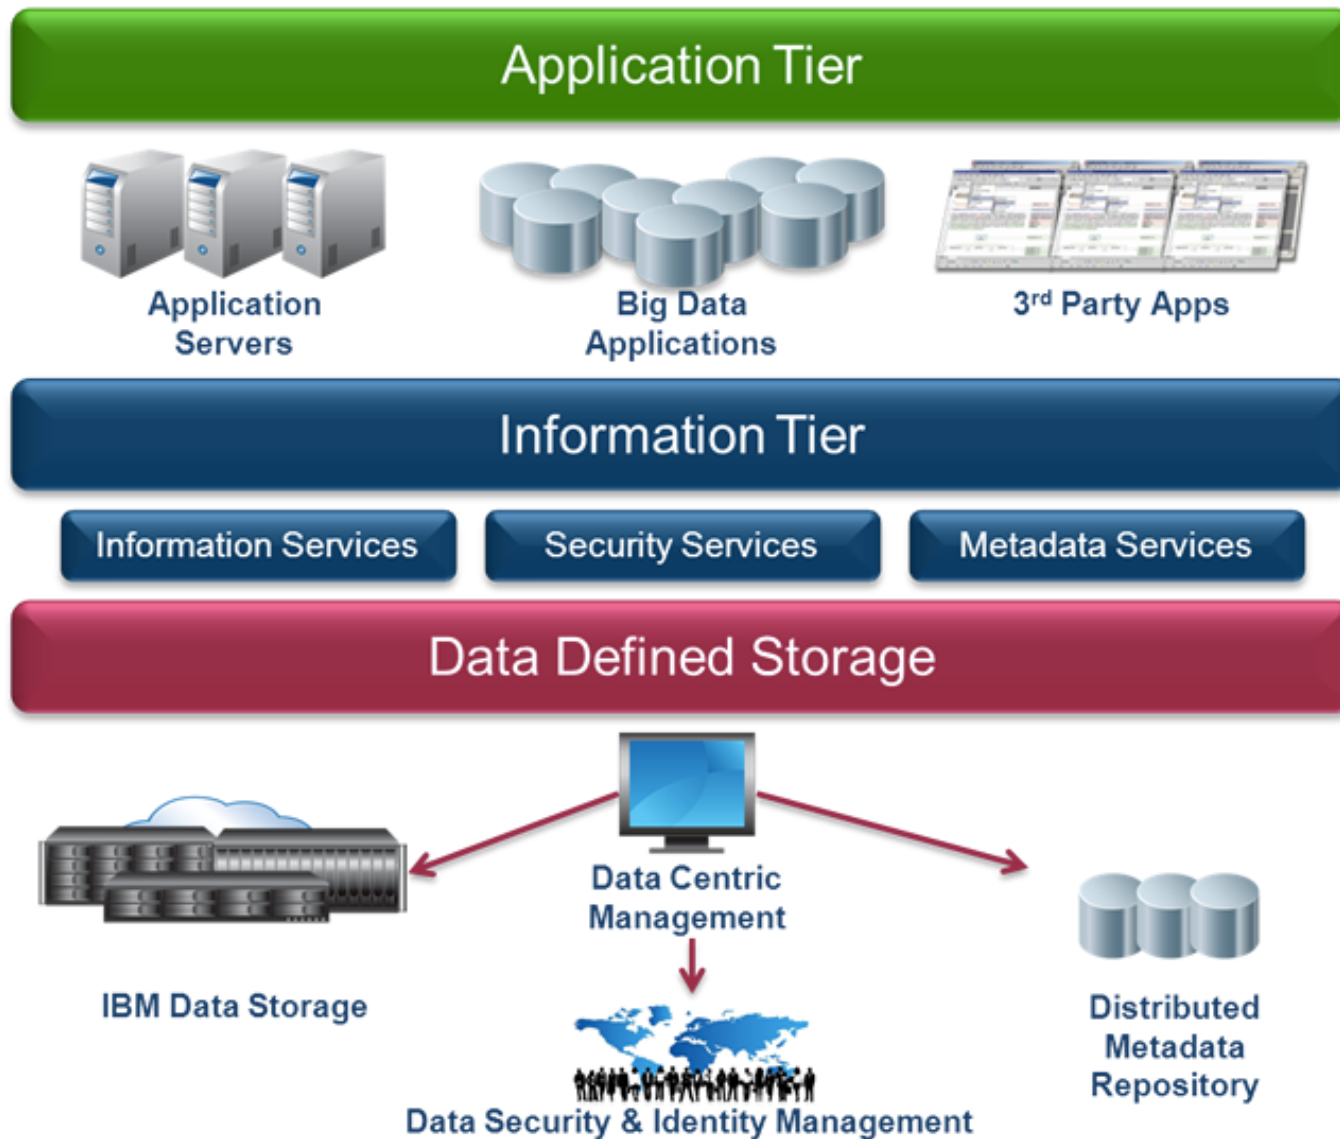 Application Tier
Application
Servers
Big Data
Applications
3rd Party Apps
Information Tier
Information Services
Security Services
Metadata Services
Data Defined Storage
Data Centric
Management
IBM Data Storage
Distributed
Metadata
Repository
Data Security & Identity Management